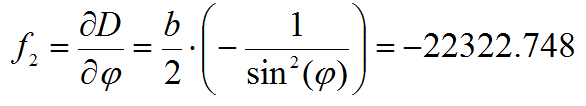 f₂ = ∂D/∂φ = b/2 · (− 1/sin²(φ)) = −22322.748